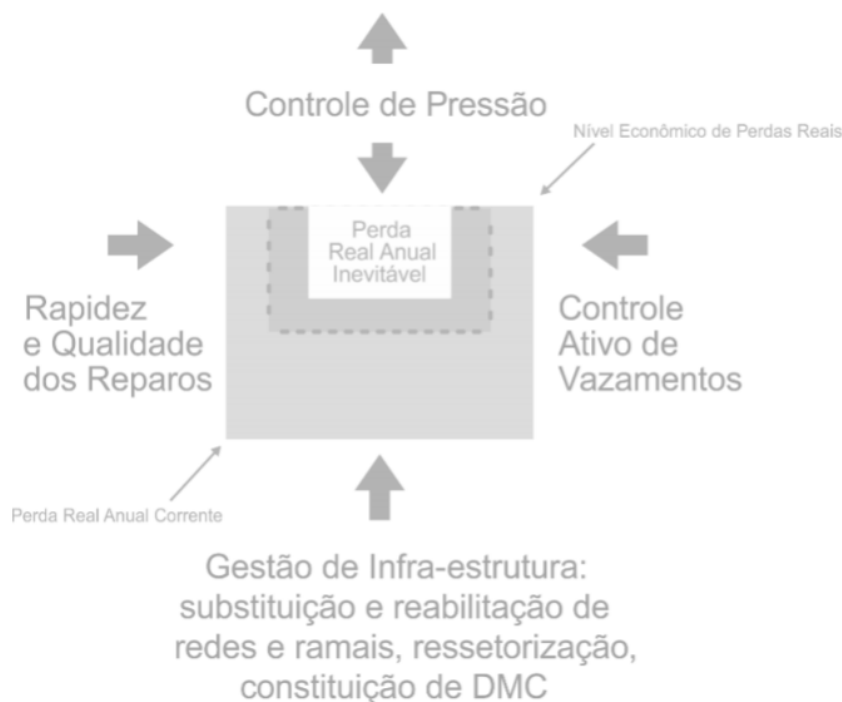 Controle de Pressão
Nível Econômico de Perdas Reais
Perda
Real Anual
Inevitável
Rapidez
e Qualidade
dos Reparos
Controle
Ativo de
Vazamentos
Perda Real Anual Corrente
Gestão de Infra-estrutura:
substituição e reabilitação de
redes e ramais, ressetorização,
constituição de DMC